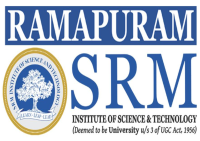 RAMAPURAM
SRM
INSTITUTE OF SCIENCE & TECHNOLOGY
(Deemed to be University u/s 3 of UGC Act, 1956)